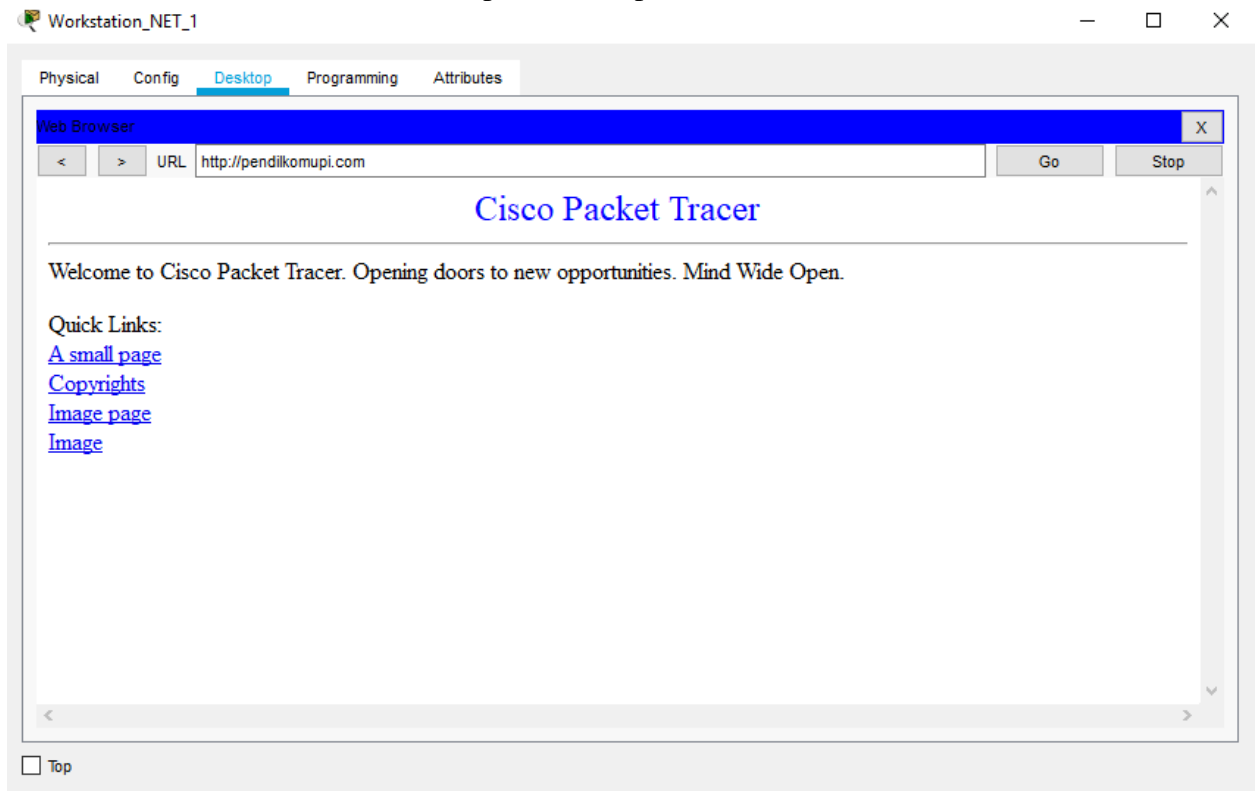 Workstation_NET_1
Physical Config Desktop Programming Attributes
Web Browser
X
< > URL http://pendilkomupi.com Go Stop
Cisco Packet Tracer
Welcome to Cisco Packet Tracer. Opening doors to new opportunities. Mind Wide Open.
Quick Links:
A small page
Copyrights
Image page
Image
Top